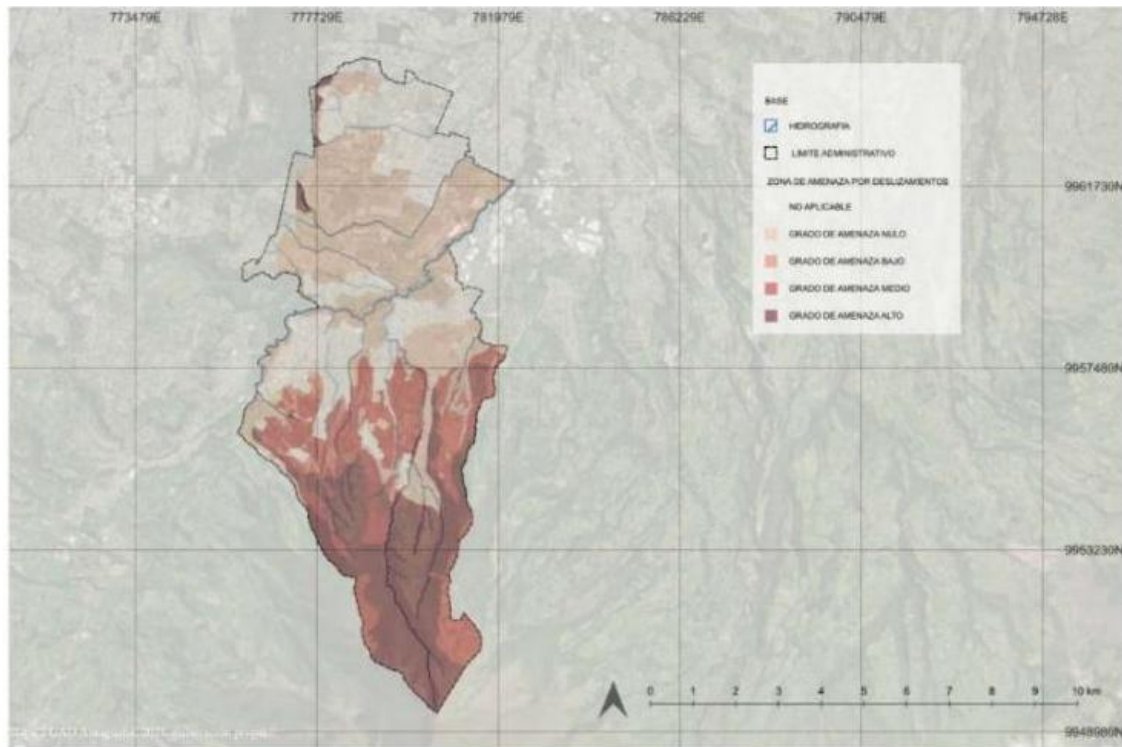 773479E 777729E 781979E 786229E 790479E 794728E
BASE
HIDROGRAFIA
LIMITE ADMINISTRATIVO
ZONA DE AMENAZA POR DESLIZAMIENTOS
9961730N
NO APLICABLE
GRADO DE AMENAZA NULO
GRADO DE AMENAZA BAJO
GRADO DE AMENAZA MEDIO
GRADO DE AMENAZA ALTO
9957480N
9953230N
0 1 2 3 4 5 6 7 8 9 10 km
9948980N